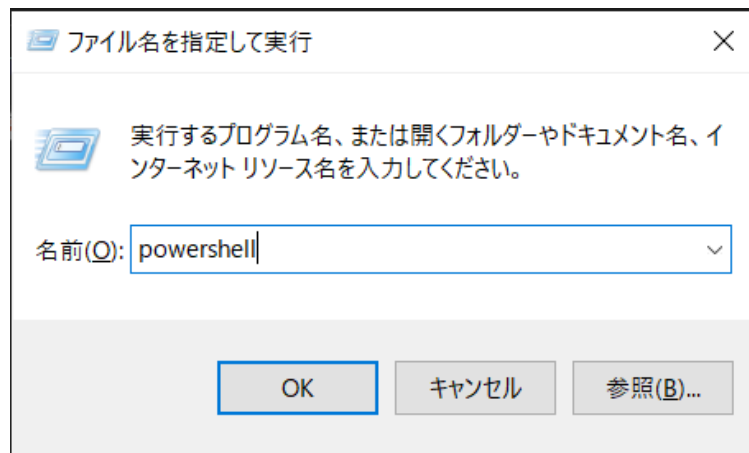 ファイル名を指定して実行
実行するプログラム名、または開くフォルダーやドキュメント名、イ
ンターネット リソース名を入力してください。
名前(O): powershell
OK キャンセル 参照(B)...